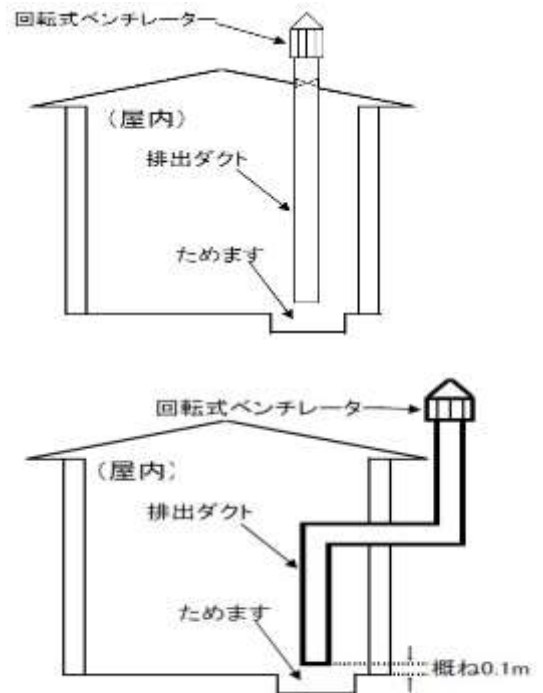 回転式ベンチレーター
(屋内)
排出ダクト
ためます
回転式ベンチレーター
(屋内)
排出ダクト
ためます
概ね0.1m